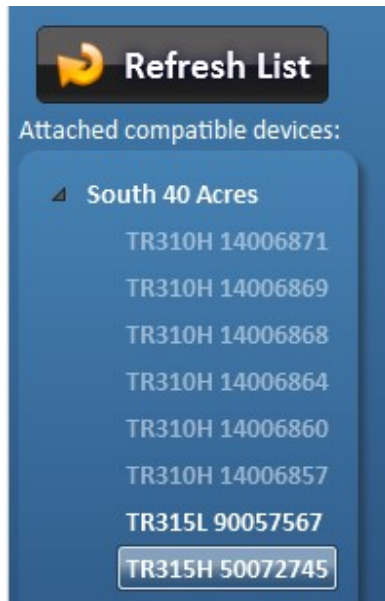 Refresh List
Attached compatible devices:
South 40 Acres
TR310H 14006871
TR310H 14006869
TR310H 14006868
TR310H 14006864
TR310H 14006860
TR310H 14006857
TR315L 90057567
TR315H 50072745